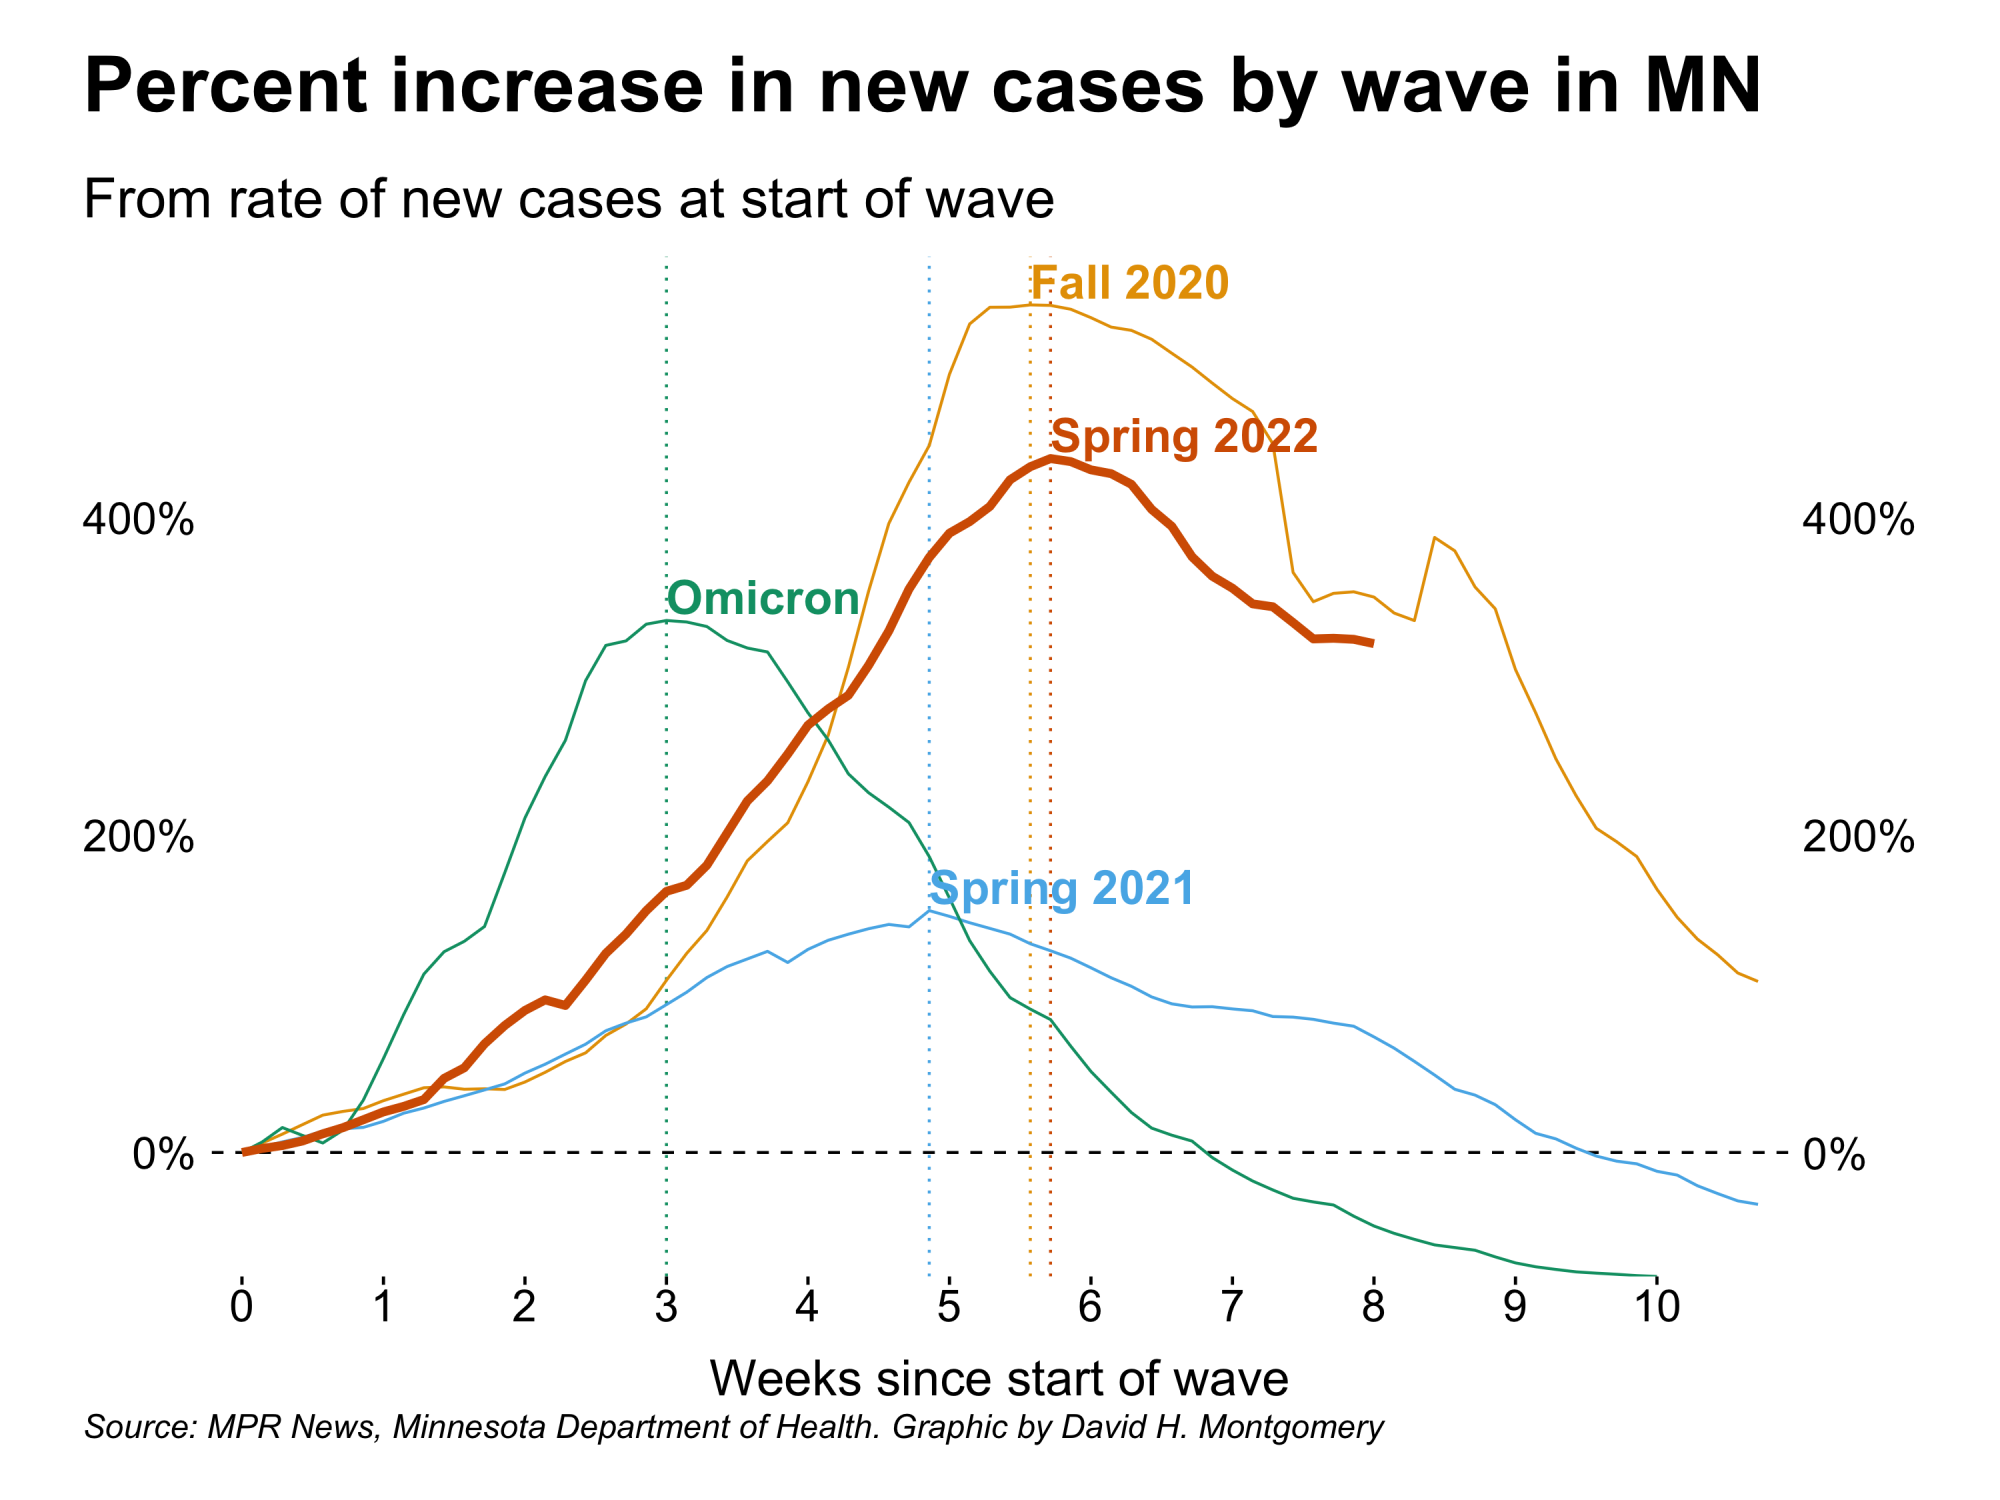 Percent increase in new cases by wave in MN
From rate of new cases at start of wave
Fall 2020
Spring 2022
400% 400%
Omicron
200% 200%
Spring 2021
0% 0%
0 1 2 3 4 5 6 7 8 9 10
Weeks since start of wave
Source: MPR News, Minnesota Department of Health. Graphic by David H. Montgomery